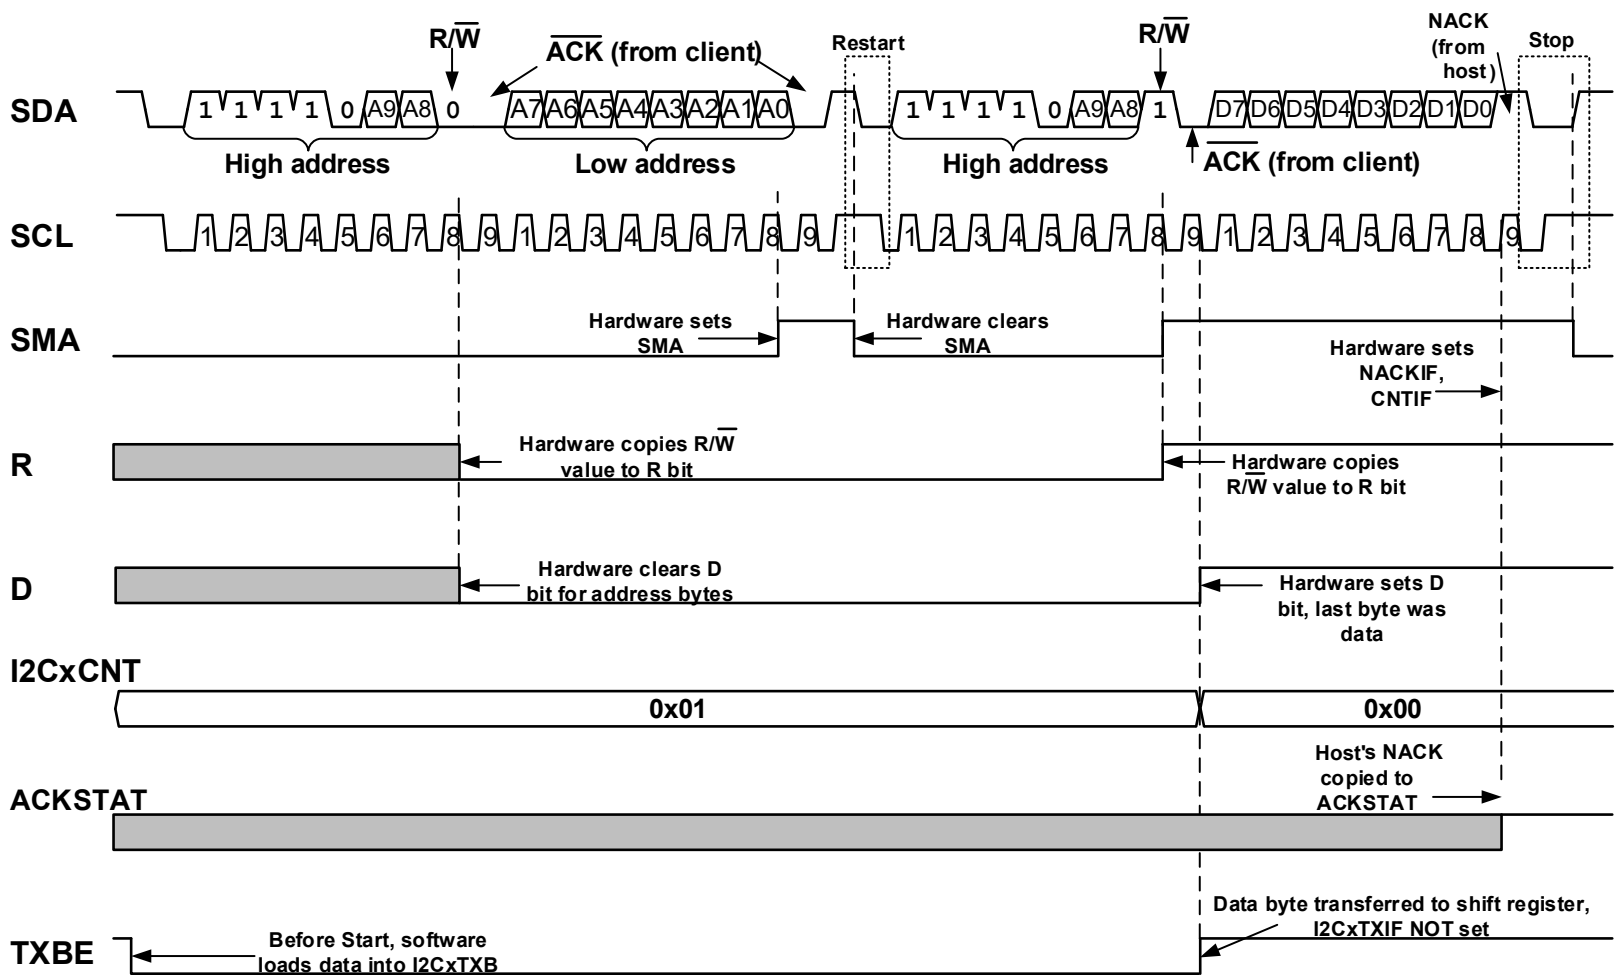 R/W
ACK (from client)
Restart
R/W
NACK
(from
host)
Stop
SDA
1 1 1 1 0 A9 A8 0 A7 A6 A5 A4 A3 A2 A1 A0 1 1 1 1 0 A9 A8 1 D7 D6 D5 D4 D3 D2 D1 D0
High address
Low address
High address
ACK (from client)
SCL
1 2 3 4 5 6 7 8 9 1 2 3 4 5 6 7 8 9 1 2 3 4 5 6 7 8 9 1 2 3 4 5 6 7 8 9
SMA
Hardware sets
SMA
Hardware clears
SMA
Hardware sets
NACKIF,
CNTIF
R
Hardware copies R/W
value to R bit
Hardware copies
R/W value to R bit
D
Hardware clears D
bit for address bytes
Hardware sets D
bit, last byte was
data
I2CxCNT
0x01
0x00
ACKSTAT
Host's NACK
copied to
ACKSTAT
TXBE
Before Start, software
loads data into I2CxTXB
Data byte transferred to shift register,
I2CxTXIF NOT set